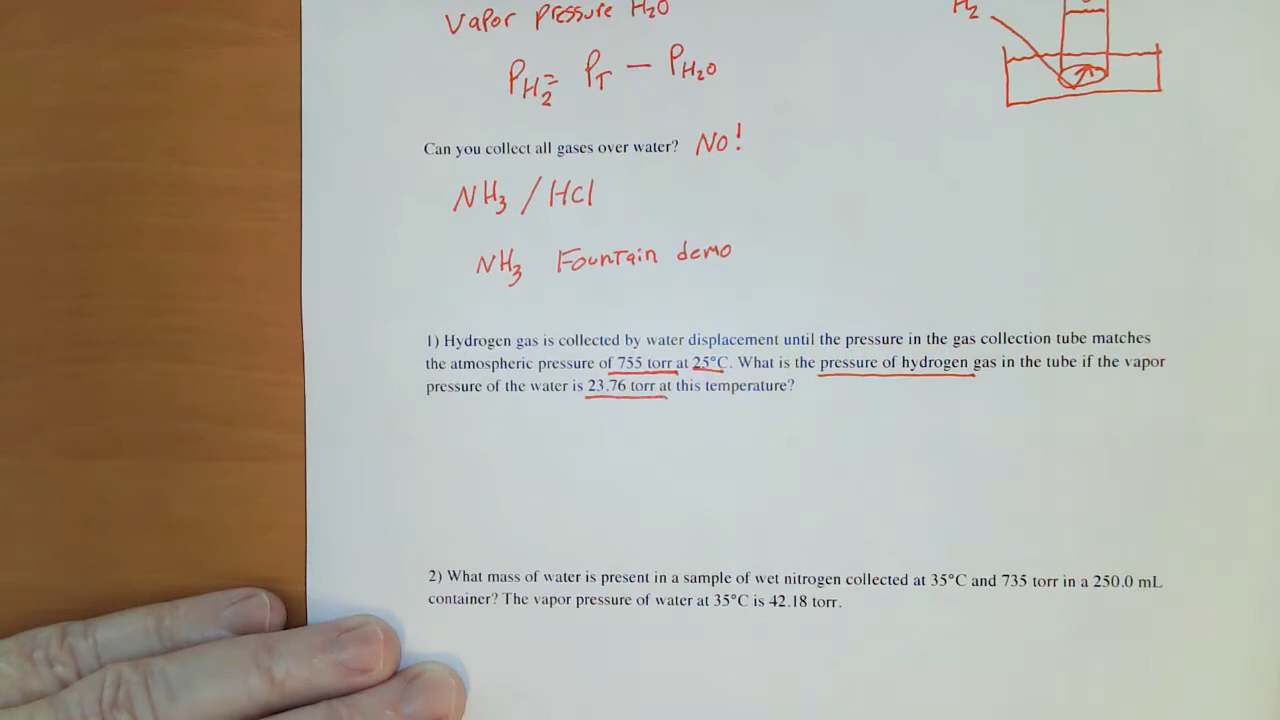 Vapor pressure H₂O
H₂
P_H₂ = P_T − P_H₂O
Can you collect all gases over water? No!
NH₃ / HCl
NH₃ Fountain demo
1) Hydrogen gas is collected by water displacement until the pressure in the gas collection tube matches
the atmospheric pressure of 755 torr at 25°C. What is the pressure of hydrogen gas in the tube if the vapor
pressure of the water is 23.76 torr at this temperature?
2) What mass of water is present in a sample of wet nitrogen collected at 35°C and 735 torr in a 250.0 mL
container? The vapor pressure of water at 35°C is 42.18 torr.